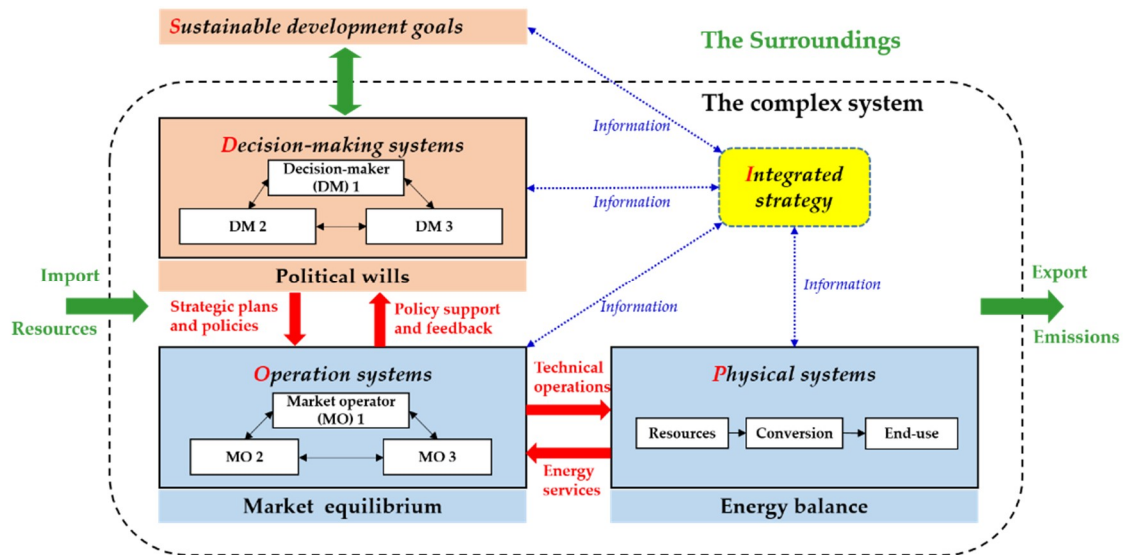 Sustainable development goals
The Surroundings
The complex system
Information
Decision-making systems
Decision-maker
(DM) 1
DM 2
DM 3
Integrated
strategy
Information
Political wills
Import
Resources
Strategic plans
and policies
Policy support
and feedback
Information
Information
Export
Emissions
Operation systems
Market operator
(MO) 1
MO 2
MO 3
Market equilibrium
Technical
operations
Energy
services
Physical systems
Resources
Conversion
End-use
Energy balance